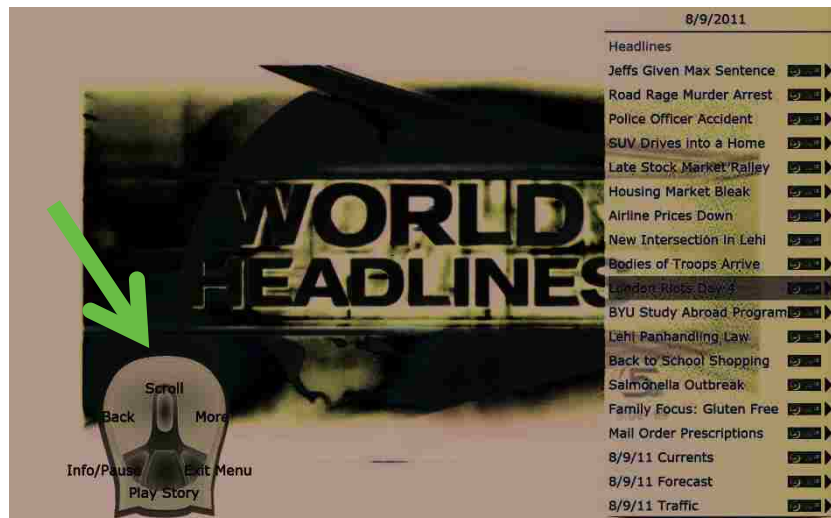 8/9/2011
Headlines
Jeffs Given Max Sentence
Road Rage Murder Arrest
Police Officer Accident
SUV Drives into a Home
Late Stock Market Ralley
Housing Market Bleak
Airline Prices Down
New Intersection in Lehi
Bodies of Troops Arrive
London Riots Day 4
BYU Study Abroad Program
Lehi Panhandling Law
Back to School Shopping
Salmonella Outbreak
Family Focus: Gluten Free
Mail Order Prescriptions
8/9/11 Currents
8/9/11 Forecast
8/9/11 Traffic
WORLD
HEADLINES
Scroll
Back More
Info/Pause Exit Menu
Play Story